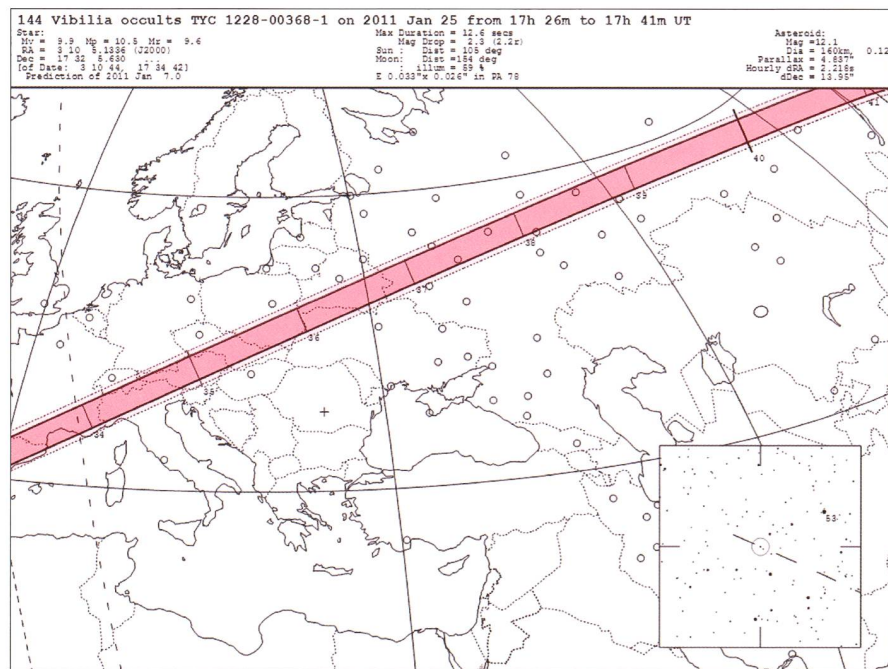 144 Vibilia occults TYC 1228-00368-1 on 2011 Jan 25 from 17h 26m to 17h 41m UT
Star:
Mv = 9.9 Mp = 10.5 Mr = 9.6
RA = 3 10 5.1336 (J2000)
Dec = 17 32 5.630 ...
[of Date: 3 10 44, 17 34 42]
Prediction of 2011 Jan 7.0
Max Duration = 12.6 secs
Mag Drop = 2.3 (2.2r)
Sun : Dist = 105 deg
Moon: Dist =154 deg
: illum = 59 %
E 0.033"x 0.026" in PA 78
Asteroid:
Mag =12.1
Dia = 160km, 0.12
Parallax = 4.837"
Hourly dRA = 2.218s
dDec = 13.95"
41
40
39
38
37
36
35
34
53